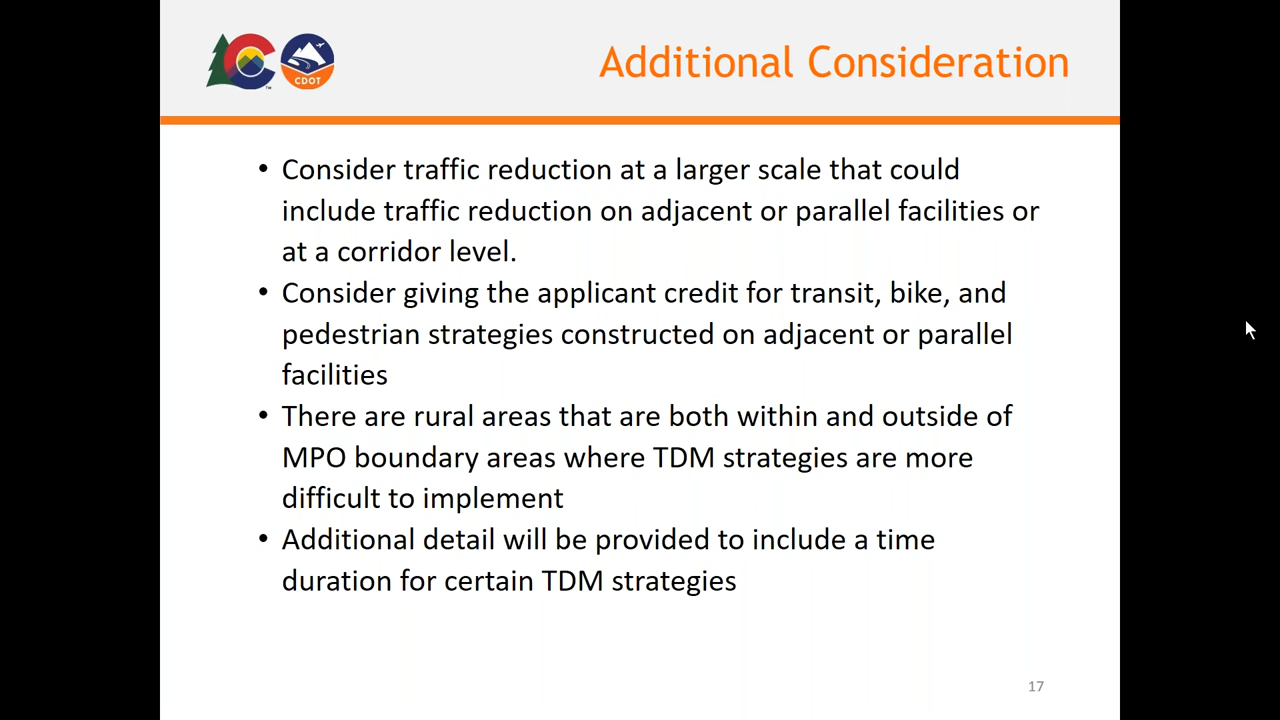 CDOT
Additional Consideration
• Consider traffic reduction at a larger scale that could
include traffic reduction on adjacent or parallel facilities or
at a corridor level.
• Consider giving the applicant credit for transit, bike, and
pedestrian strategies constructed on adjacent or parallel
facilities
• There are rural areas that are both within and outside of
MPO boundary areas where TDM strategies are more
difficult to implement
• Additional detail will be provided to include a time
duration for certain TDM strategies
17